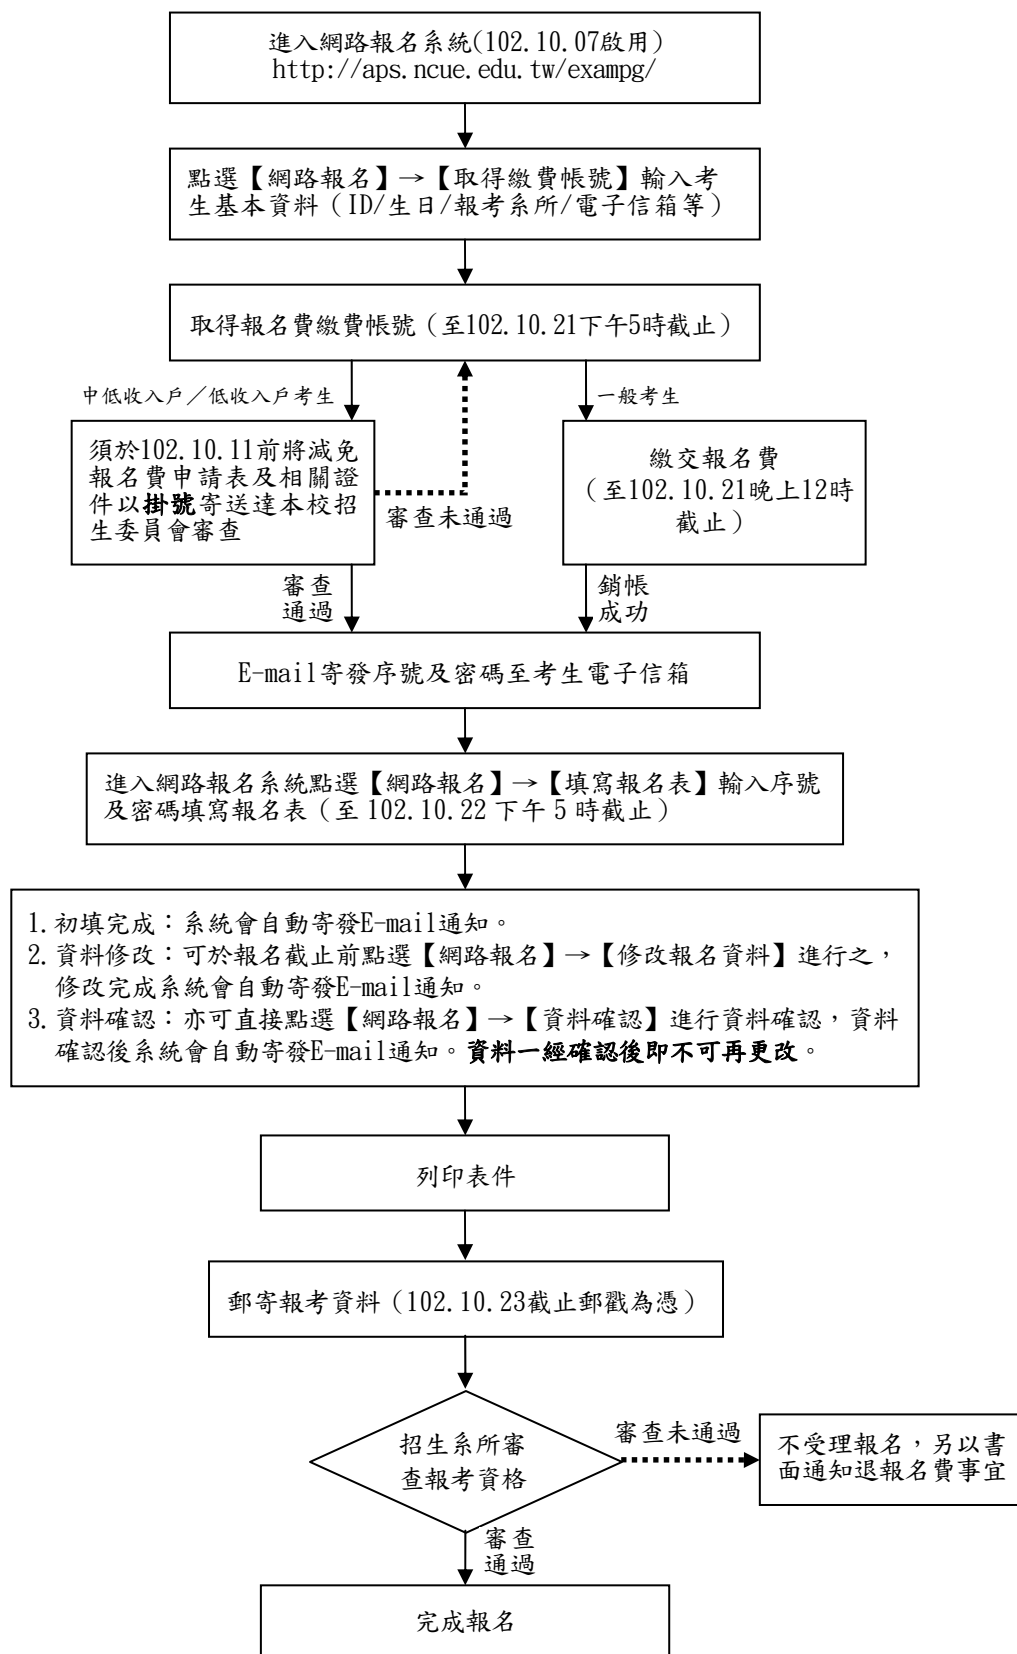 進入網路報名系統(102.10.07啟用)
http://aps.ncue.edu.tw/exampg/
點選【網路報名】→【取得繳費帳號】輸入考
生基本資料（ID/生日/報考系所/電子信箱等）
取得報名費繳費帳號（至102.10.21下午5時截止）
中低收入戶／低收入戶考生
一般考生
須於102.10.11前將減免
報名費申請表及相關證
件以掛號寄送達本校招
生委員會審查
審查未通過
繳交報名費
（至102.10.21晚上12時
截止）
審查
通過
銷帳
成功
E-mail寄發序號及密碼至考生電子信箱
進入網路報名系統點選【網路報名】→【填寫報名表】輸入序號
及密碼填寫報名表（至 102.10.22 下午 5 時截止）
1. 初填完成：系統會自動寄發E-mail通知。
2. 資料修改：可於報名截止前點選【網路報名】→【修改報名資料】進行之，
修改完成系統會自動寄發E-mail通知。
3. 資料確認：亦可直接點選【網路報名】→【資料確認】進行資料確認，資料
確認後系統會自動寄發E-mail通知。資料一經確認後即不可再更改。
列印表件
郵寄報考資料（102.10.23截止郵戳為憑）
招生系所審
查報考資格
審查未通過
不受理報名，另以書
面通知退報名費事宜
審查
通過
完成報名